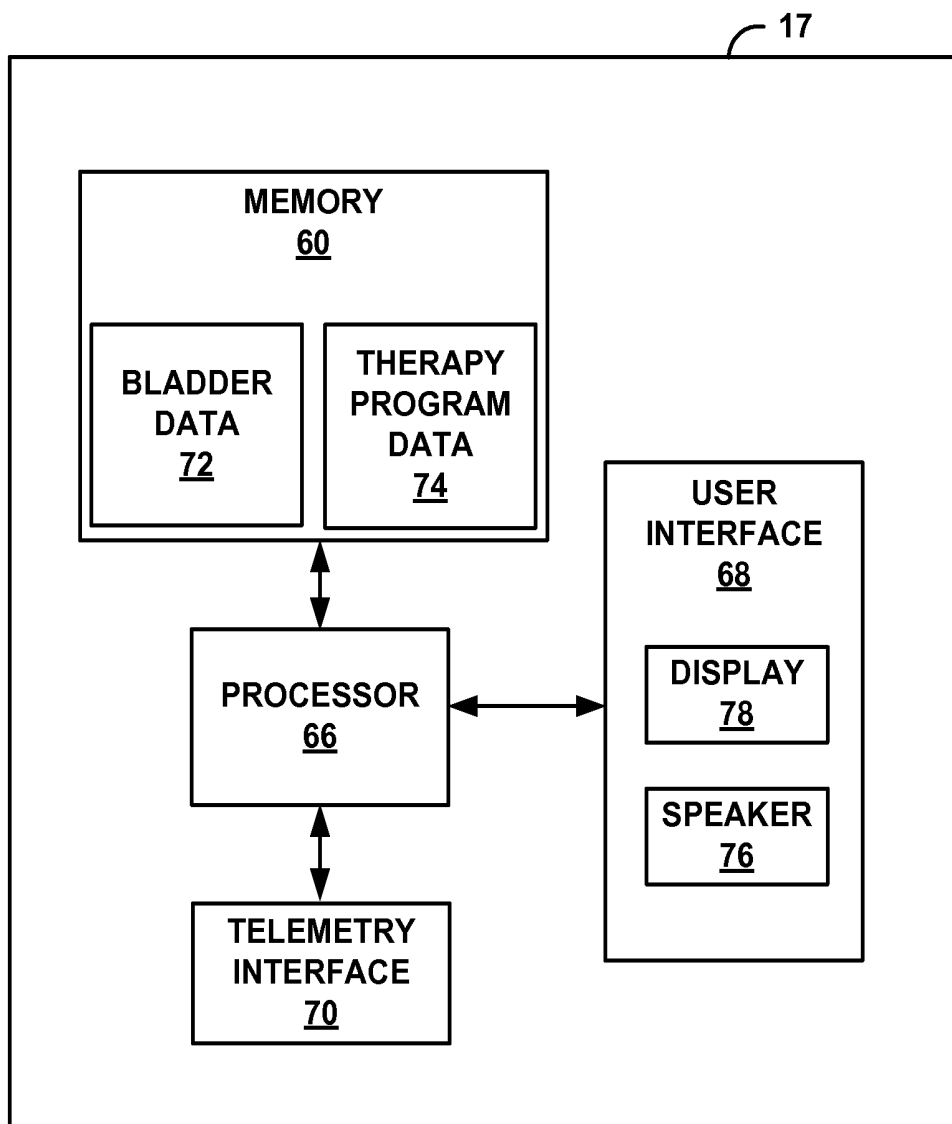 17
MEMORY
60
BLADDER
DATA
72
THERAPY
PROGRAM
DATA
74
USER
INTERFACE
68
DISPLAY
78
SPEAKER
76
PROCESSOR
66
TELEMETRY
INTERFACE
70